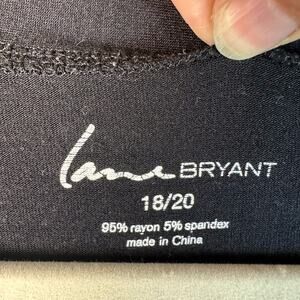 Lane BRYANT
18/20
95% rayon 5% spandex
made in China